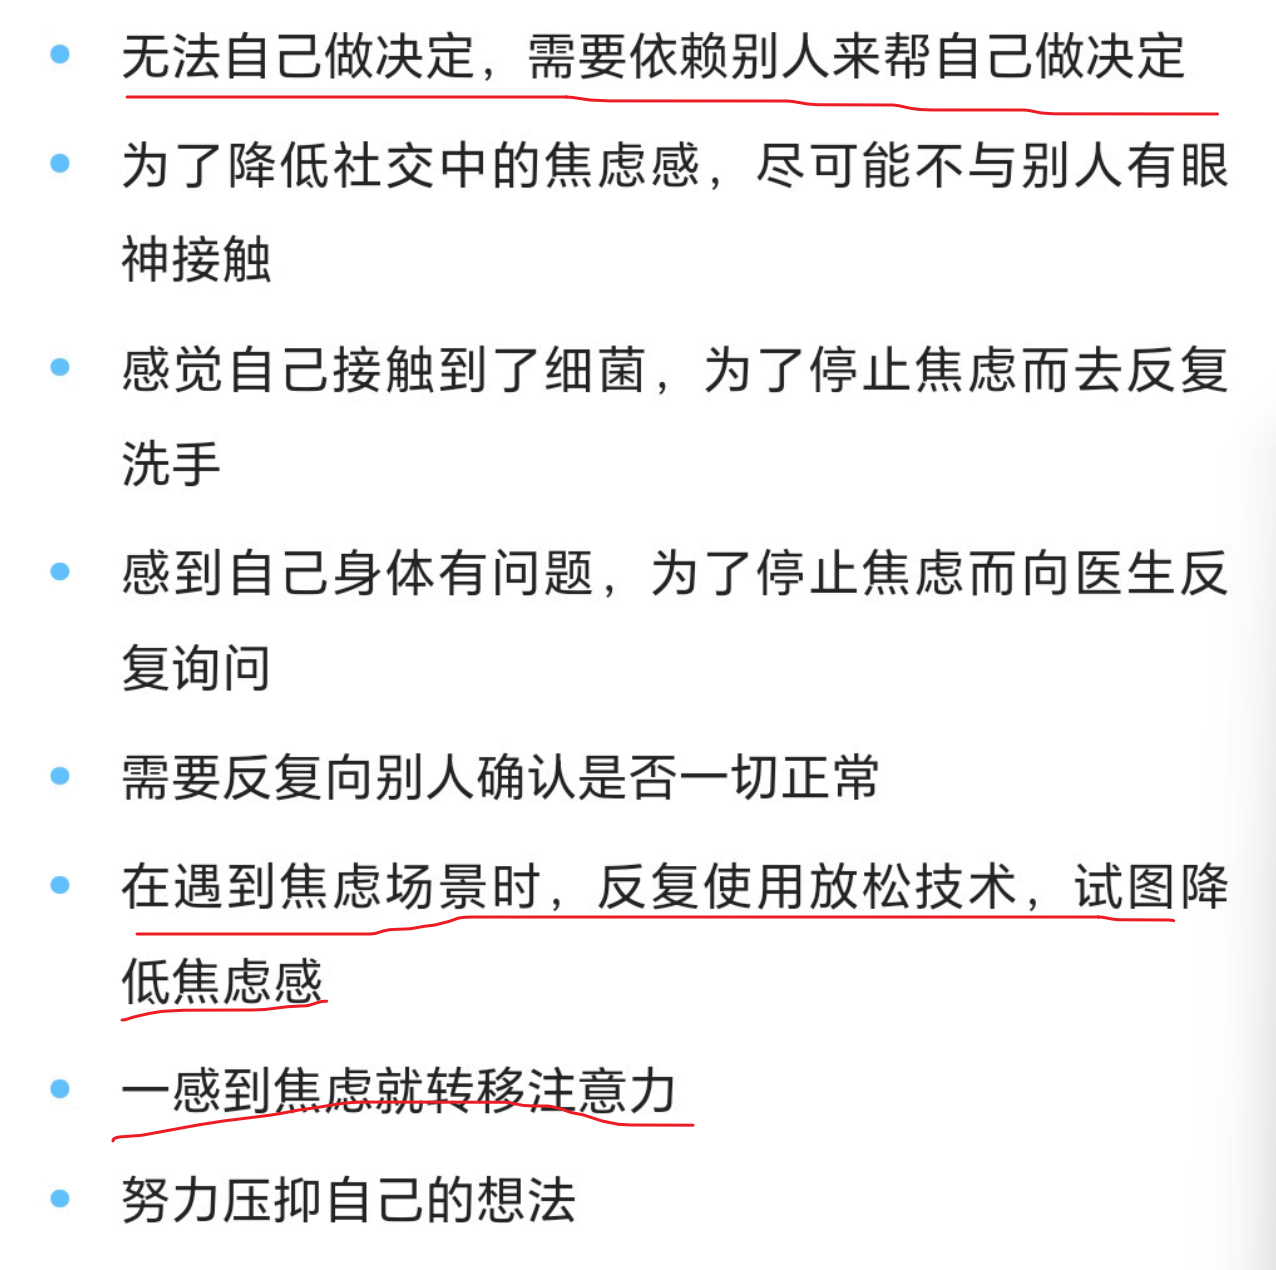 无法自己做决定，需要依赖别人来帮自己做决定
为了降低社交中的焦虑感，尽可能不与别人有眼
神接触
感觉自己接触到了细菌，为了停止焦虑而去反复
洗手
感到自己身体有问题，为了停止焦虑而向医生反
复询问
需要反复向别人确认是否一切正常
在遇到焦虑场景时，反复使用放松技术，试图降
低焦虑感
一感到焦虑就转移注意力
努力压抑自己的想法